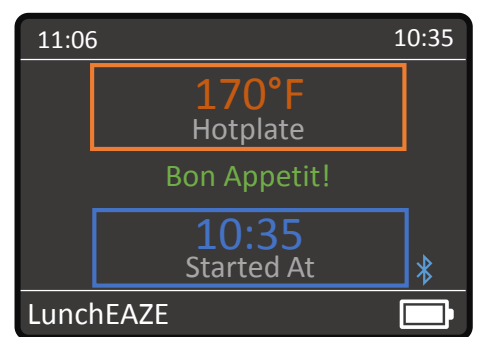 11:06 10:35
170°F
Hotplate
Bon Appetit!
10:35
Started At
LunchEAZE